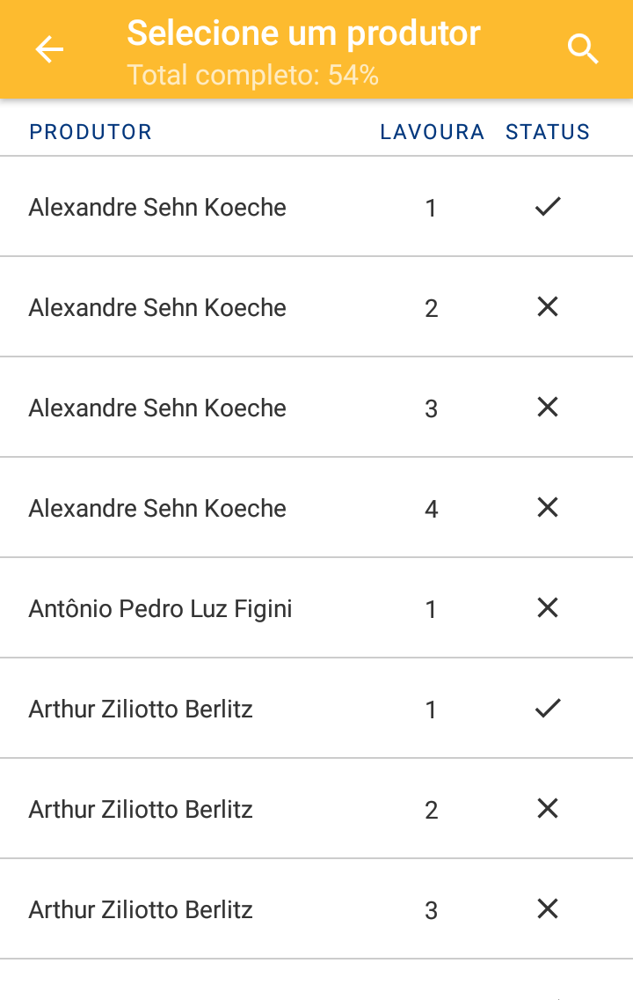 Selecione um produtor
Total completo: 54%
PRODUTOR LAVOURA STATUS
Alexandre Sehn Koeche 1
Alexandre Sehn Koeche 2
Alexandre Sehn Koeche 3
Alexandre Sehn Koeche 4
Antônio Pedro Luz Figini 1
Arthur Ziliotto Berlitz 1
Arthur Ziliotto Berlitz 2
Arthur Ziliotto Berlitz 3